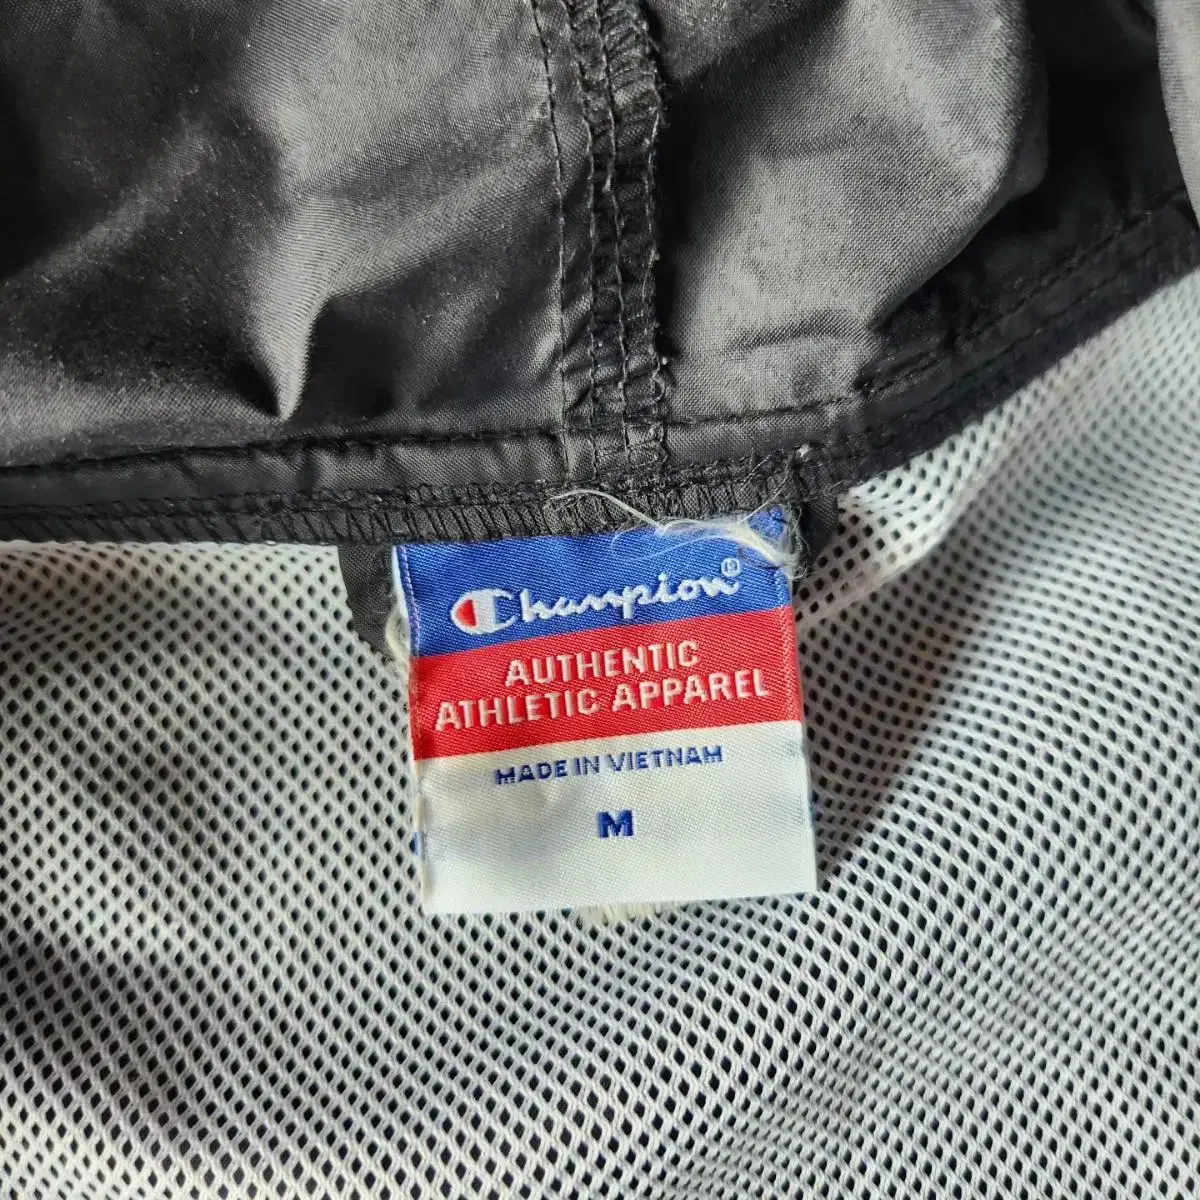 Champion®
AUTHENTIC
ATHLETIC APPAREL
MADE IN VIETNAM
M